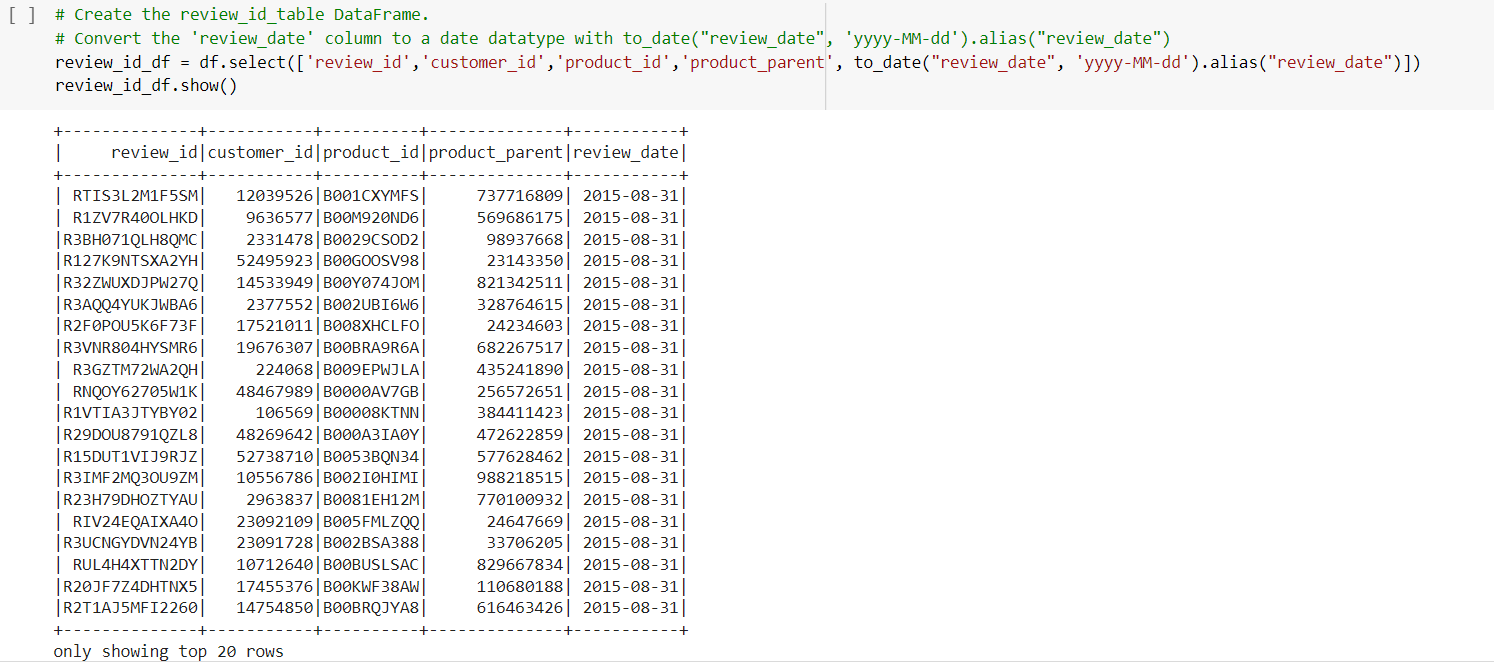 [ ] # Create the review_id_table DataFrame.
# Convert the 'review_date' column to a date datatype with to_date("review_date", 'yyyy-MM-dd').alias("review_date")
review_id_df = df.select(['review_id','customer_id','product_id','product_parent', to_date("review_date", 'yyyy-MM-dd').alias("review_date")])
review_id_df.show()
+--------------+-----------+----------+--------------+-----------+
|     review_id|customer_id|product_id|product_parent|review_date|
+--------------+-----------+----------+--------------+-----------+
| RTIS3L2M1F5SM|   12039526|B001CXYMFS|     737716809| 2015-08-31|
| R1ZV7R40OLHKD|    9636577|B00M920ND6|     569686175| 2015-08-31|
|R3BH071QLH8QMC|    2331478|B0029CSOD2|      98937668| 2015-08-31|
|R127K9NTSXA2YH|   52495923|B00GOOSV98|      23143350| 2015-08-31|
|R32ZWUXDJPW27Q|   14533949|B00Y074JOM|     821342511| 2015-08-31|
|R3AQQ4YUKJWBA6|    2377552|B002UBI6W6|     328764615| 2015-08-31|
|R2F0POU5K6F73F|   17521011|B008XHCLFO|      24234603| 2015-08-31|
|R3VNR804HYSMR6|   19676307|B00BRA9R6A|     682267517| 2015-08-31|
| R3GZTM72WA2QH|     224068|B009EPWJLA|     435241890| 2015-08-31|
| RNQOY62705W1K|   48467989|B0000AV7GB|     256572651| 2015-08-31|
|R1VTIA3JTYBY02|     106569|B00008KTNN|     384411423| 2015-08-31|
|R29DOU8791QZL8|   48269642|B000A3IA0Y|     472622859| 2015-08-31|
|R15DUT1VIJ9RJZ|   52738710|B0053BQN34|     577628462| 2015-08-31|
|R3IMF2MQ3OU9ZM|   10556786|B002I0HIMI|     988218515| 2015-08-31|
|R23H79DHOZTYAU|    2963837|B0081EH12M|     770100932| 2015-08-31|
| RIV24EQAIXA4O|   23092109|B005FMLZQQ|      24647669| 2015-08-31|
|R3UCNGYDVN24YB|   23091728|B002BSA388|      33706205| 2015-08-31|
| RUL4H4XTTN2DY|   10712640|B00BUSLSAC|     829667834| 2015-08-31|
|R20JF7Z4DHTNX5|   17455376|B00KWF38AW|     110680188| 2015-08-31|
|R2T1AJ5MFI2260|   14754850|B00BRQJYA8|     616463426| 2015-08-31|
+--------------+-----------+----------+--------------+-----------+
only showing top 20 rows